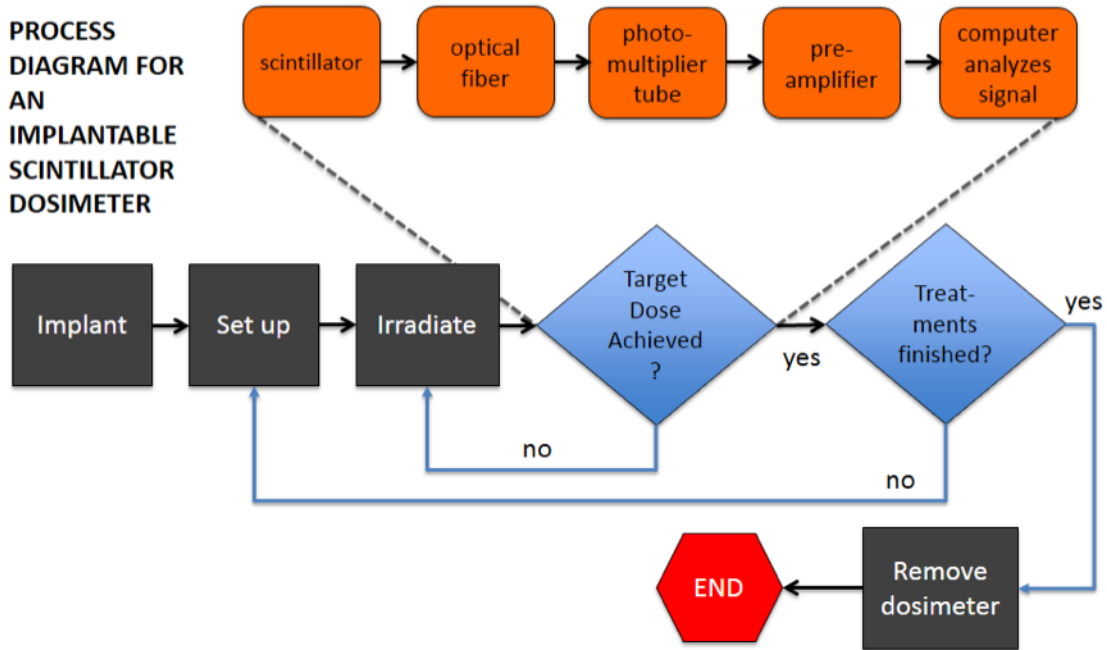 PROCESS
DIAGRAM FOR
AN
IMPLANTABLE
SCINTILLATOR
DOSIMETER
scintillator
optical
fiber
photo-
multiplier
tube
pre-
amplifier
computer
analyzes
signal
Implant
Set up
Irradiate
Target
Dose
Achieved
?
yes
Treat-
ments
finished?
yes
no
no
Remove
dosimeter
END